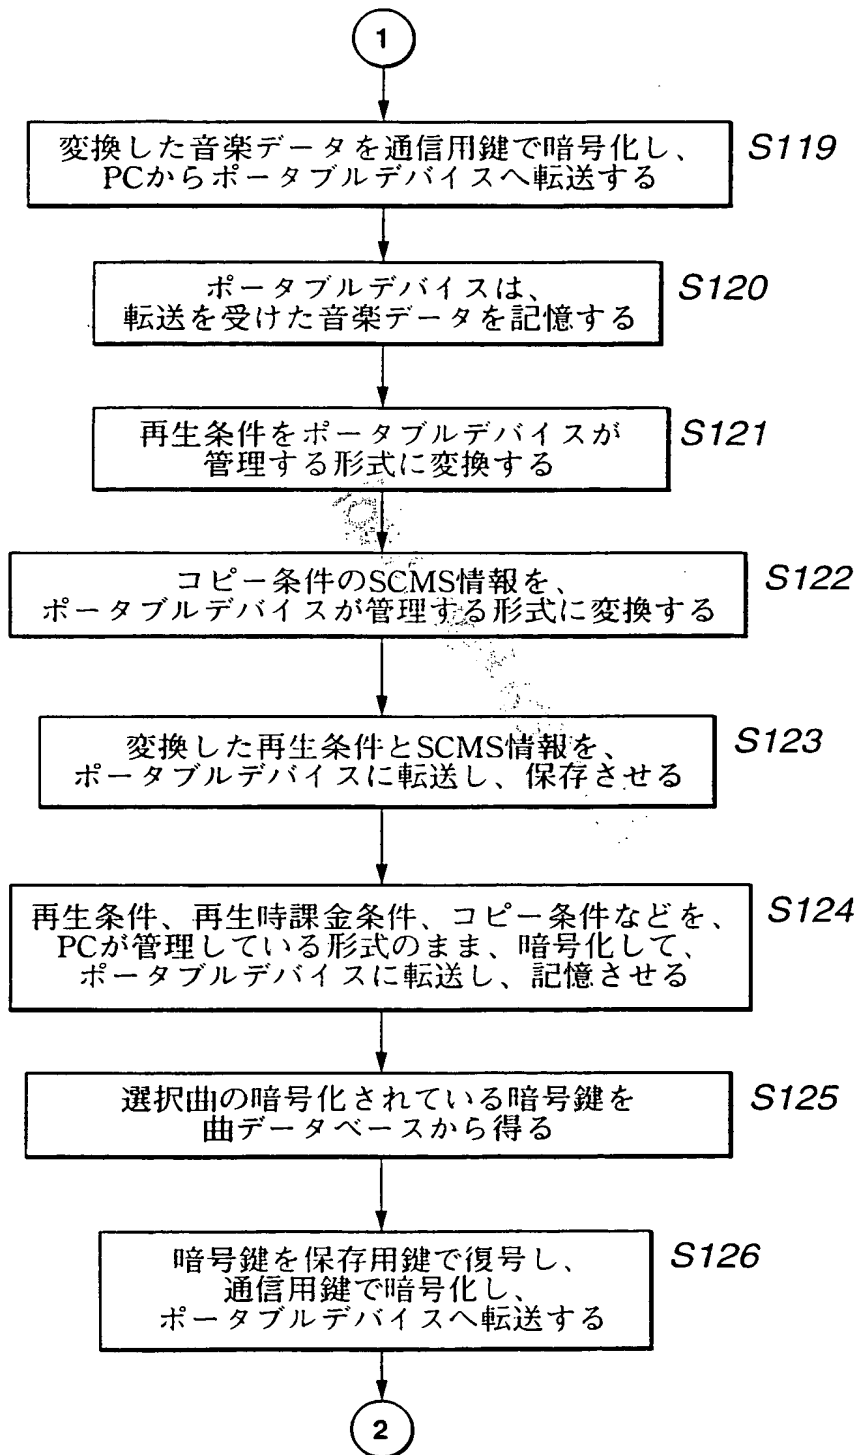 1
変換した音楽データを通信用鍵で暗号化し、
PCからポータブルデバイスへ転送する
S119
ポータブルデバイスは、
転送を受けた音楽データを記憶する
S120
再生条件をポータブルデバイスが
管理する形式に変換する
S121
コピー条件のSCMS情報を、
ポータブルデバイスが管理する形式に変換する
S122
変換した再生条件とSCMS情報を、
ポータブルデバイスに転送し、保存させる
S123
再生条件、再生時課金条件、コピー条件などを、
PCが管理している形式のまま、暗号化して、
ポータブルデバイスに転送し、記憶させる
S124
選択曲の暗号化されている暗号鍵を
曲データベースから得る
S125
暗号鍵を保存用鍵で復号し、
通信用鍵で暗号化し、
ポータブルデバイスへ転送する
S126
2